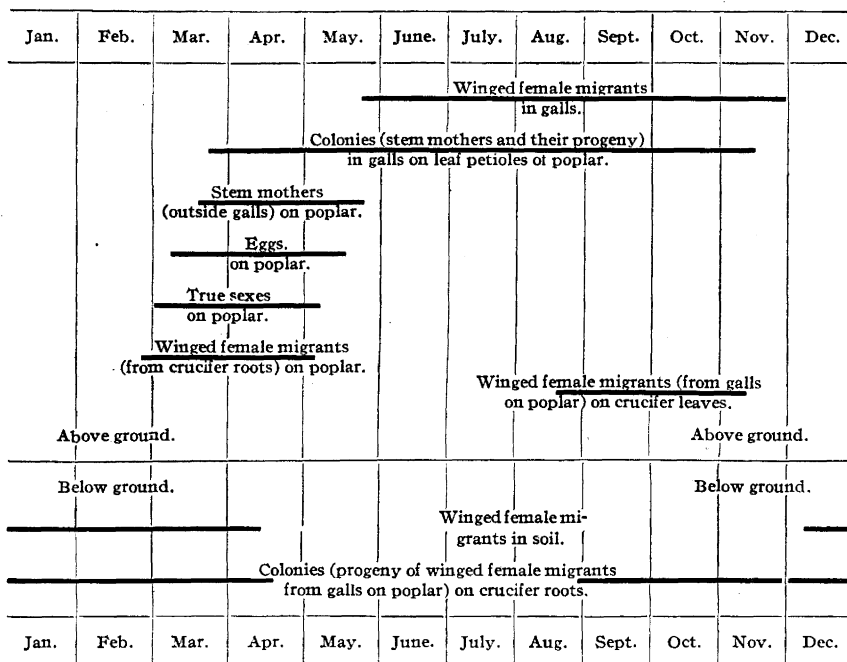 Jan. Feb. Mar. Apr. May. June. July. Aug. Sept. Oct. Nov. Dec.
Winged female migrants
in galls.
Colonies (stem mothers and their progeny)
in galls on leaf petioles of poplar.
Stem mothers
(outside galls) on poplar.
Eggs.
on poplar.
True sexes
on poplar.
Winged female migrants
(from crucifer roots) on poplar.
Winged female migrants (from galls
on poplar) on crucifer leaves.
Above ground. Above ground.
Below ground. Below ground.
Winged female mi-
grants in soil.
Colonies (progeny of winged female migrants
from galls on poplar) on crucifer roots.
Jan. Feb. Mar. Apr. May. June. July. Aug. Sept. Oct. Nov. Dec.